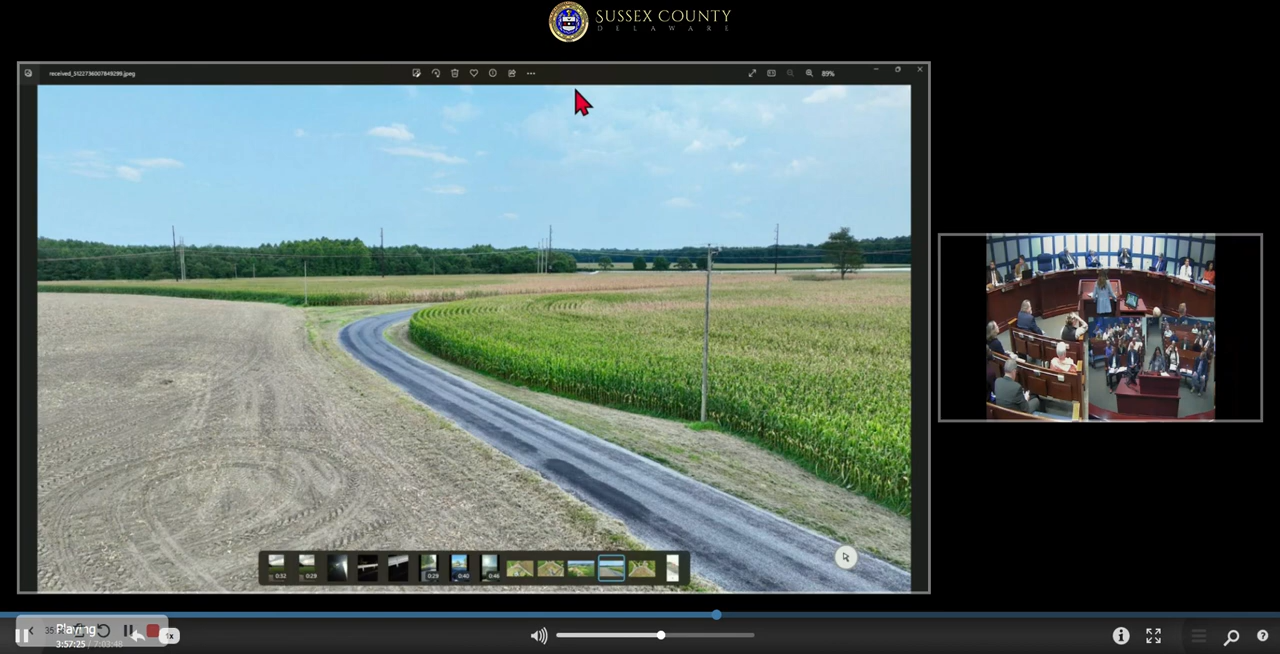 SUSSEX COUNTY
DELAWARE
received_5122736007849299.jpeg
89%
0:32
0:29
0:29
0:40
0:46
Playing
1x
3:57:25 / 7:03:48